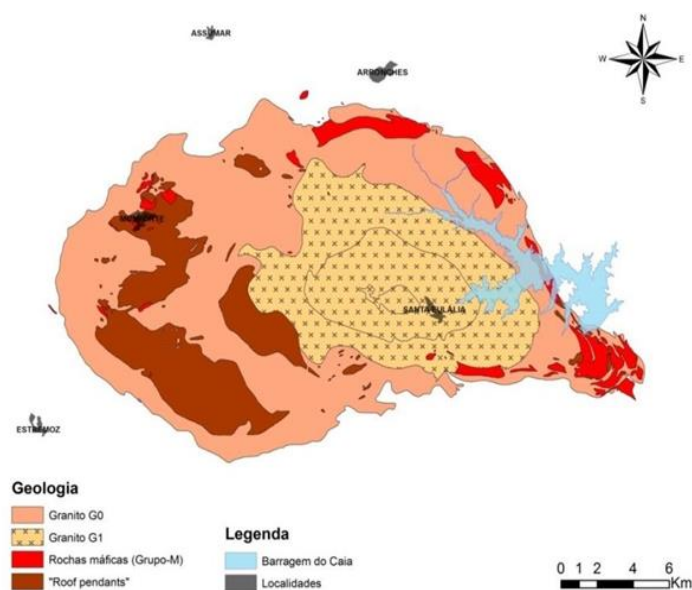 ASSUMAR
N
ARRONCHES
W
E
S
SANTA EULÁLIA
ESTREMOZ
Geologia
Granito G0
Granito G1
Rochas máficas (Grupo-M)
"Roof pendants"
Legenda
Barragem do Caia
Localidades
0 1 2 4 6
Km